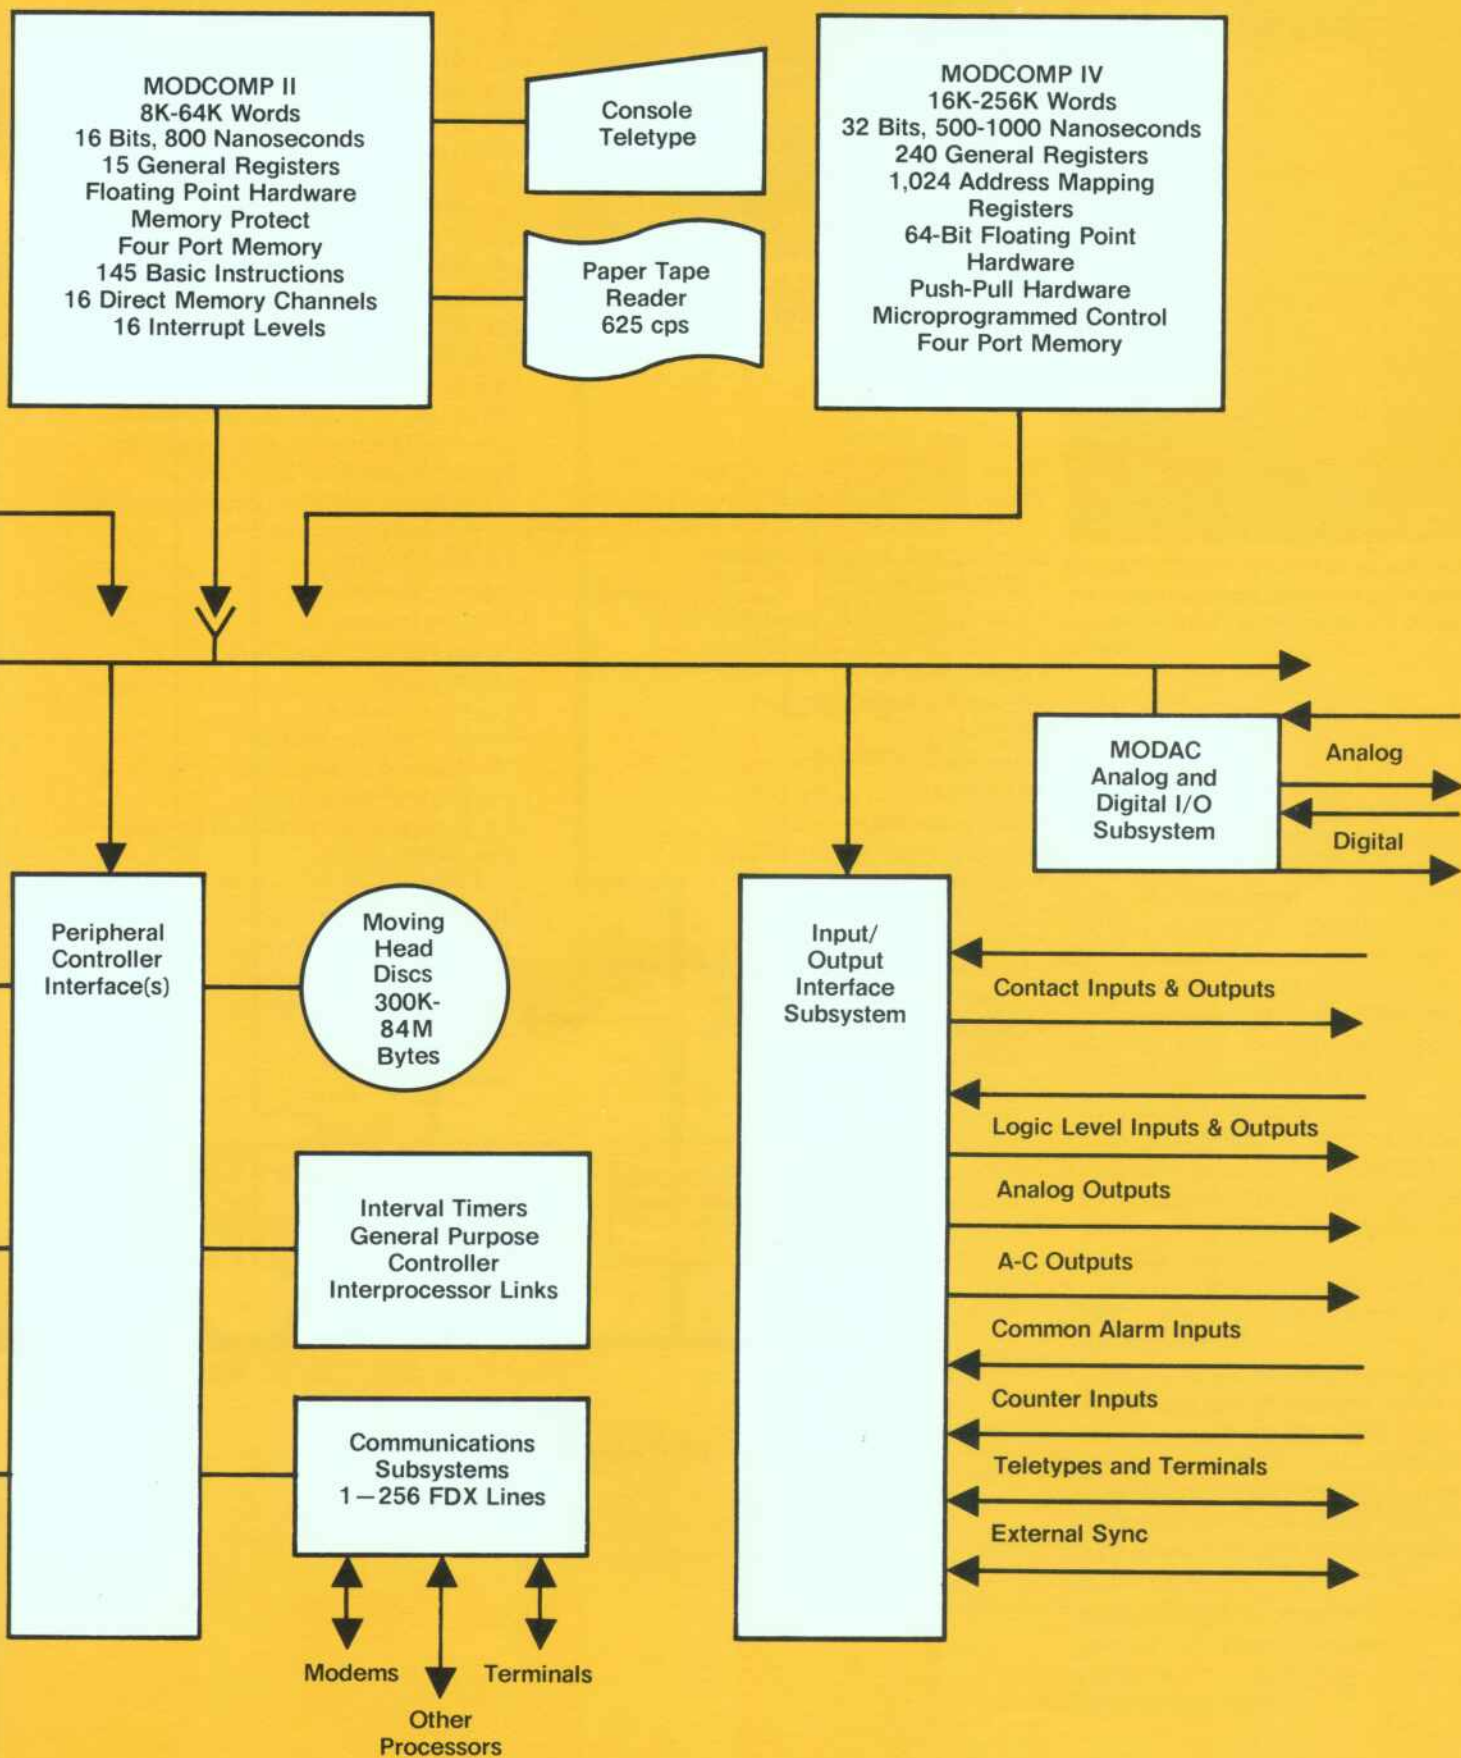 MODCOMP II
8K-64K Words
16 Bits, 800 Nanoseconds
15 General Registers
Floating Point Hardware
Memory Protect
Four Port Memory
145 Basic Instructions
16 Direct Memory Channels
16 Interrupt Levels
Console
Teletype
Paper Tape
Reader
625 cps
MODCOMP IV
16K-256K Words
32 Bits, 500-1000 Nanoseconds
240 General Registers
1,024 Address Mapping
Registers
64-Bit Floating Point
Hardware
Push-Pull Hardware
Microprogrammed Control
Four Port Memory
MODAC
Analog and
Digital I/O
Subsystem
Analog
Digital
Peripheral
Controller
Interface(s)
Moving
Head
Discs
300K-
84M
Bytes
Interval Timers
General Purpose
Controller
Interprocessor Links
Communications
Subsystems
1—256 FDX Lines
Modems
Terminals
Other
Processors
Input/
Output
Interface
Subsystem
Contact Inputs & Outputs
Logic Level Inputs & Outputs
Analog Outputs
A-C Outputs
Common Alarm Inputs
Counter Inputs
Teletypes and Terminals
External Sync